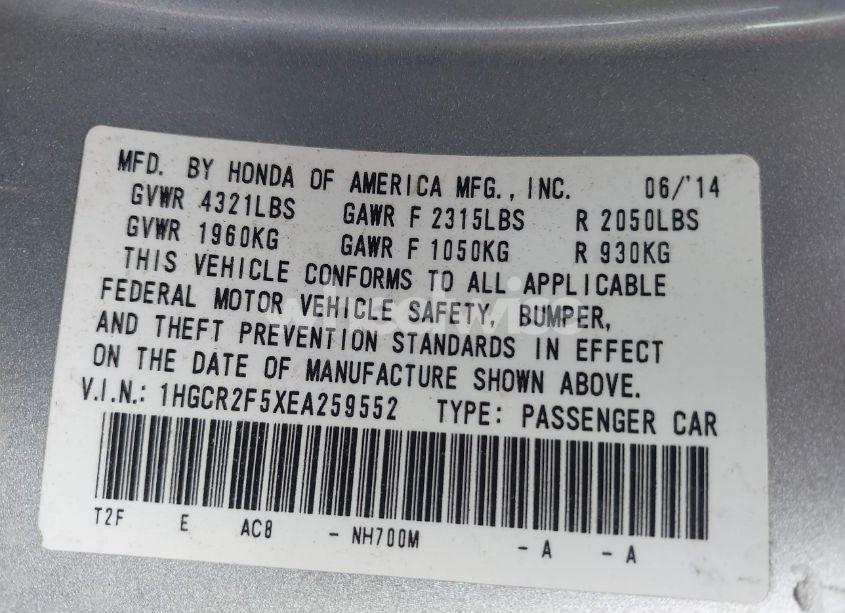 MFD. BY HONDA OF AMERICA MFG., INC. 06/'14
GVWR 4321LBS GAWR F 2315LBS R 2050LBS
GVWR 1960KG GAWR F 1050KG R 930KG
THIS VEHICLE CONFORMS TO ALL APPLICABLE
FEDERAL MOTOR VEHICLE SAFETY, BUMPER,
AND THEFT PREVENTION STANDARDS IN EFFECT
ON THE DATE OF MANUFACTURE SHOWN ABOVE.
V.I.N.: 1HGCR2F5XEA259552 TYPE: PASSENGER CAR
T2F E AC8 - NH700M - A - A